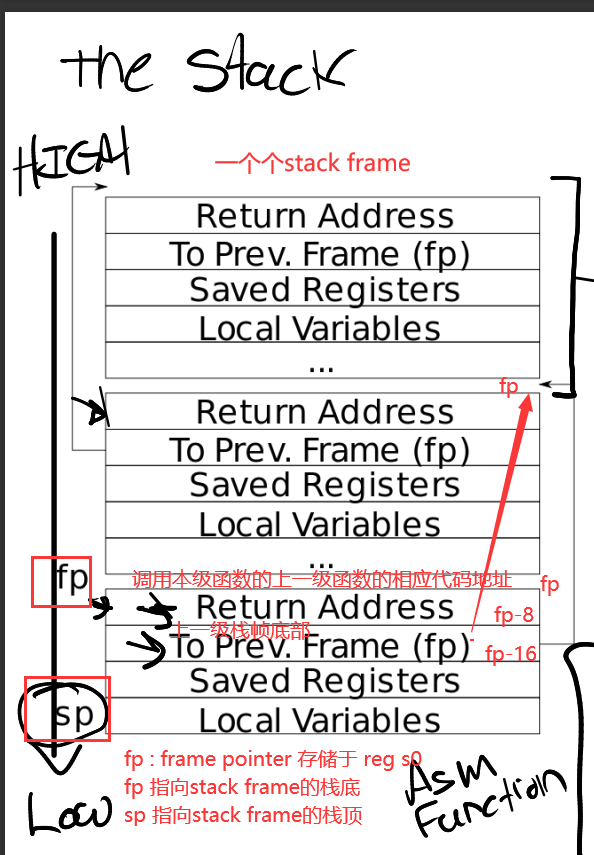 the Stack
HIGH
一个个stack frame
Return Address
To Prev. Frame (fp)
Saved Registers
Local Variables
...
fp
Return Address
To Prev. Frame (fp)
Saved Registers
Local Variables
...
fp
调用本级函数的上一级函数的相应代码地址
fp
Return Address
fp-8
上一级栈帧底部
To Prev. Frame (fp)
fp-16
Saved Registers
sp
Local Variables
fp : frame pointer 存储于 reg s0
fp 指向stack frame的栈底
sp 指向stack frame的栈顶
Asm
Function
Low